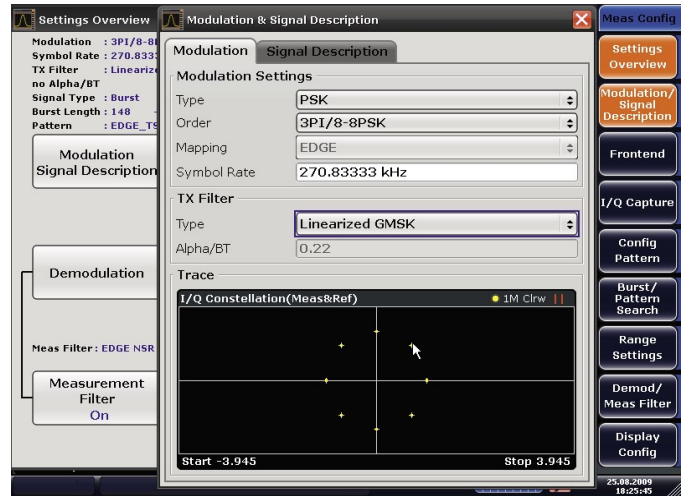 Settings Overview
Modulation & Signal Description
Meas Config
Modulation : 3PI/8-8
Symbol Rate : 270.833
TX Filter : Lineariz
no Alpha/BT
Signal Type : Burst
Burst Length : 148
Pattern : EDGE_TS
Modulation
Signal Description
Demodulation
Meas Filter : EDGE NSR
Measurement
Filter
On
Modulation
Signal Description
Modulation Settings
Type PSK
Order 3PI/8-8PSK
Mapping EDGE
Symbol Rate 270.83333 kHz
TX Filter
Type Linearized GMSK
Alpha/BT 0.22
Trace
I/Q Constellation(Meas&Ref) 1M Clrw
Start -3.945 Stop 3.945
Settings
Overview
Modulation/
Signal
Description
Frontend
I/Q Capture
Config
Pattern
Burst/
Pattern
Search
Range
Settings
Demod/
Meas Filter
Display
Config
25.08.2009
18:25:45